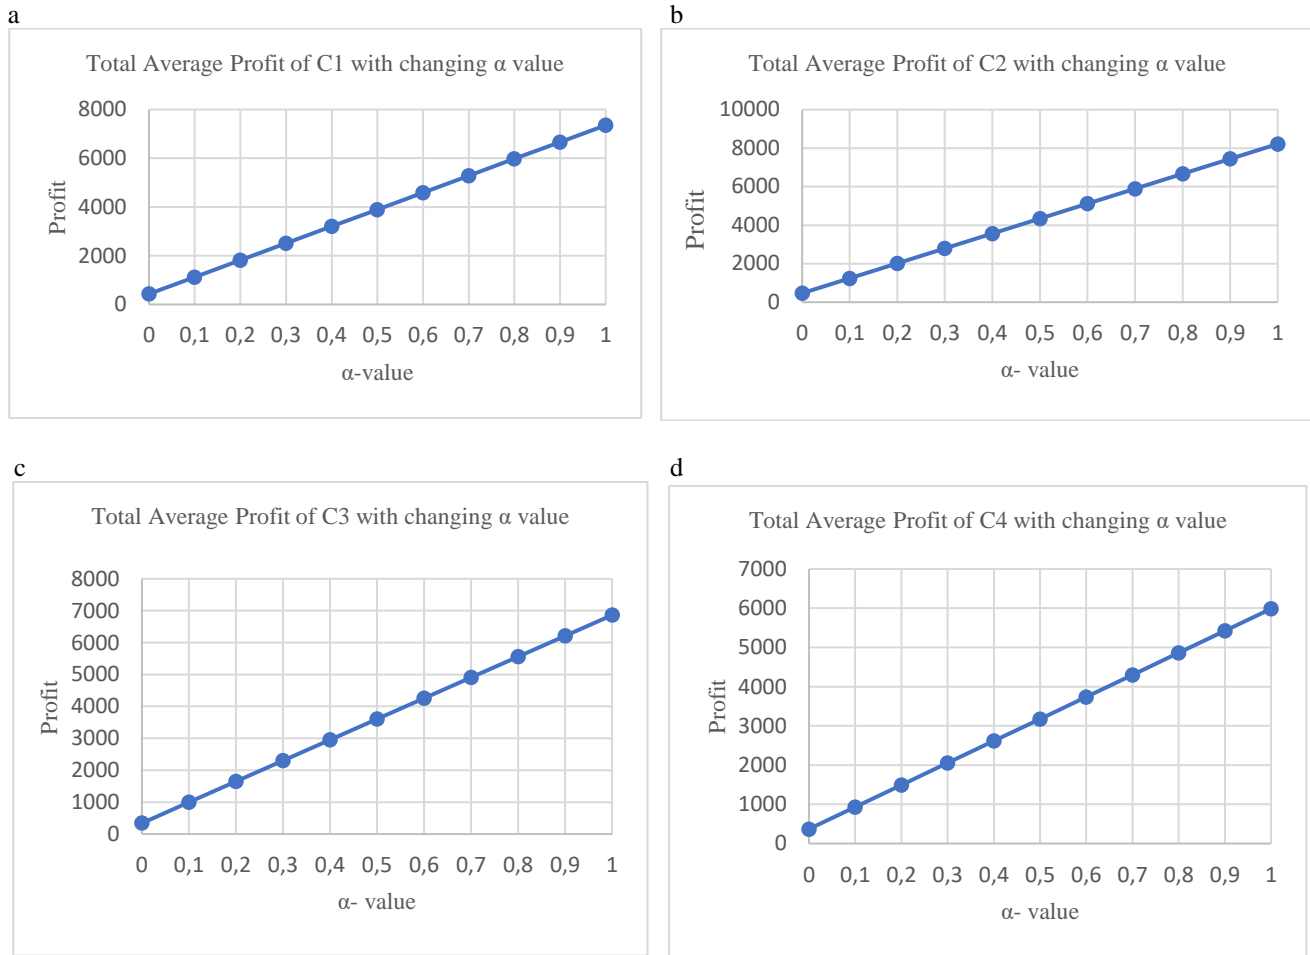 a
Total Average Profit of C1 with changing α value
8000
6000
4000
2000
0
Profit
0 0,1 0,2 0,3 0,4 0,5 0,6 0,7 0,8 0,9 1
α-value
b
Total Average Profit of C2 with changing α value
10000
8000
6000
4000
2000
0
Profit
0 0,1 0,2 0,3 0,4 0,5 0,6 0,7 0,8 0,9 1
α- value
c
Total Average Profit of C3 with changing α value
8000
7000
6000
5000
4000
3000
2000
1000
0
Profit
0 0,1 0,2 0,3 0,4 0,5 0,6 0,7 0,8 0,9 1
α- value
d
Total Average Profit of C4 with changing α value
7000
6000
5000
4000
3000
2000
1000
0
Profit
0 0,1 0,2 0,3 0,4 0,5 0,6 0,7 0,8 0,9 1
α- value